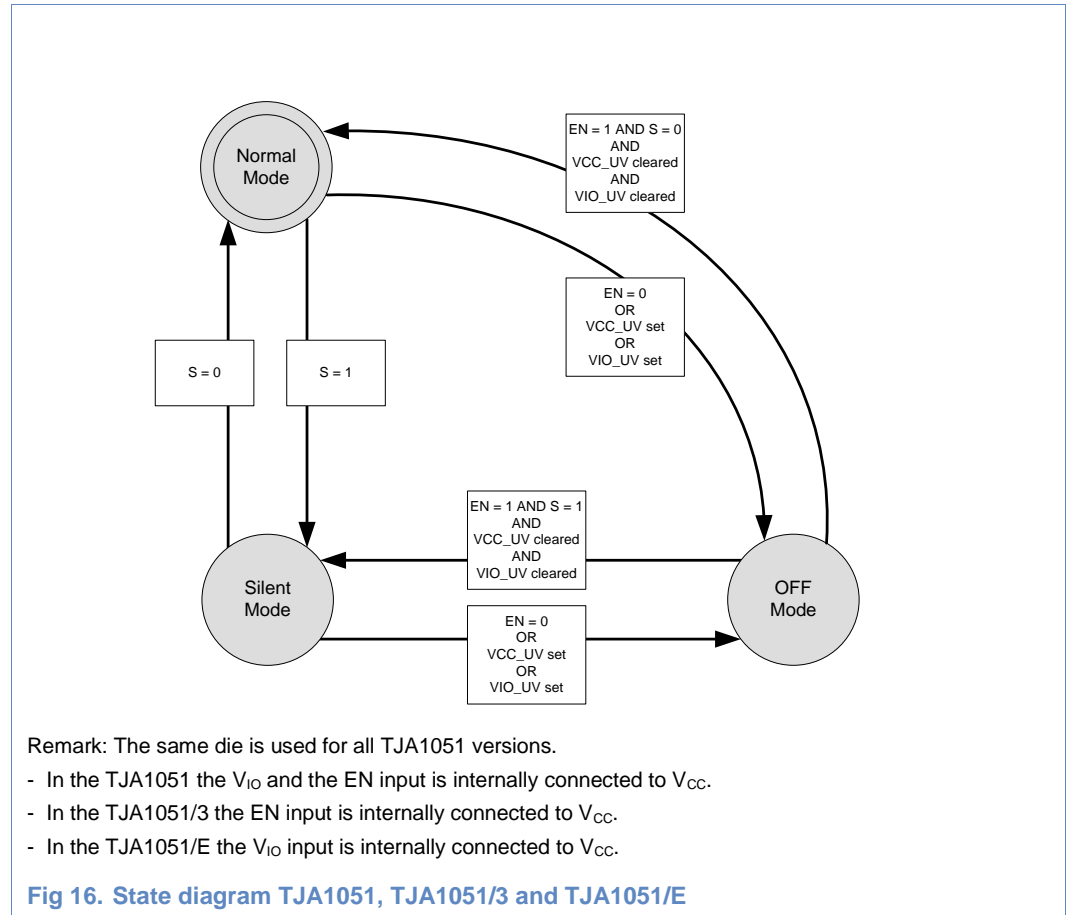 Normal
Mode
EN = 1 AND S = 0
AND
VCC_UV cleared
AND
VIO_UV cleared
EN = 0
OR
VCC_UV set
OR
VIO_UV set
S = 0
S = 1
EN = 1 AND S = 1
AND
VCC_UV cleared
AND
VIO_UV cleared
Silent
Mode
OFF
Mode
EN = 0
OR
VCC_UV set
OR
VIO_UV set
Remark: The same die is used for all TJA1051 versions.
- In the TJA1051 the VIO and the EN input is internally connected to VCC.
- In the TJA1051/3 the EN input is internally connected to VCC.
- In the TJA1051/E the VIO input is internally connected to VCC.
Fig 16. State diagram TJA1051, TJA1051/3 and TJA1051/E